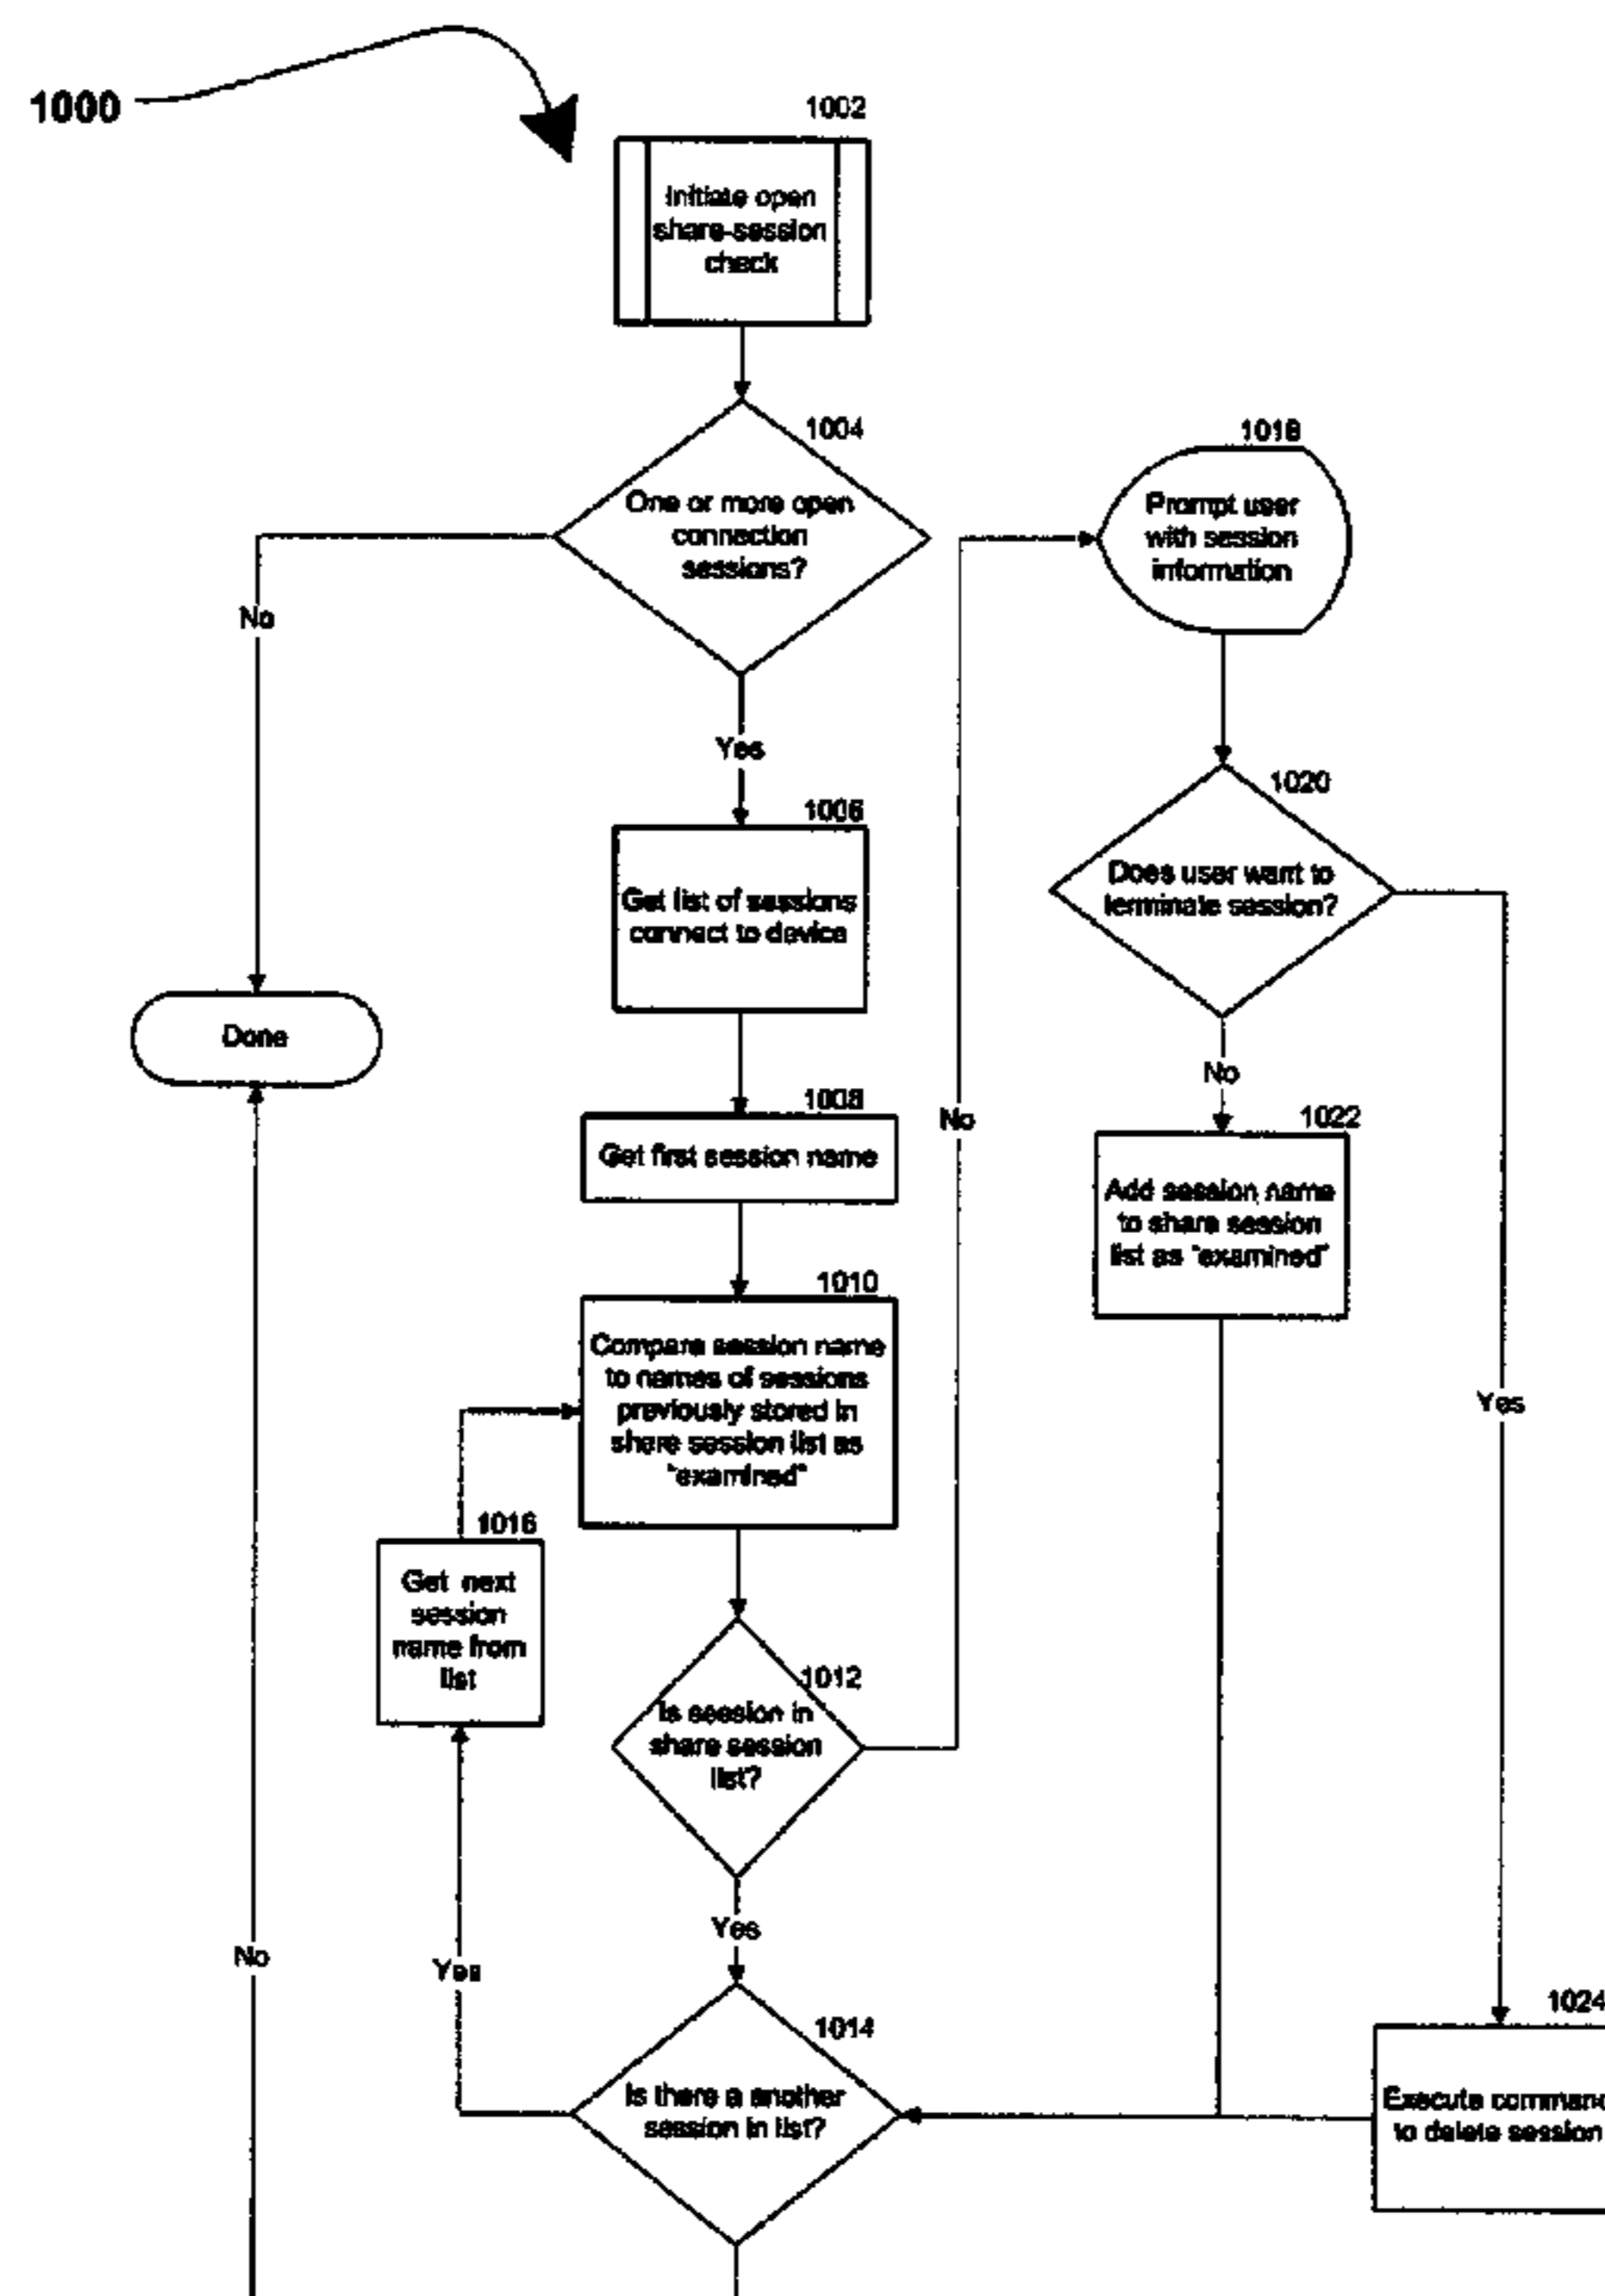 1000
1002
Initiate open
share-session
check
1004
One or more open
connection
sessions?
No
Yes
1006
Get list of sessions
connect to device
Done
1008
Get first session name
1010
Compare session name
to names of sessions
previously stored in
share session list as
"examined"
1016
Get next
session
name from
list
1012
Is session in
share session
list?
No
Yes
1014
Is there a another
session in list?
Yes
No
1018
Prompt user
with session
information
1020
Does user want to
terminate session?
No
Yes
1022
Add session name
to share session
list as "examined"
1024
Execute command
to delete session